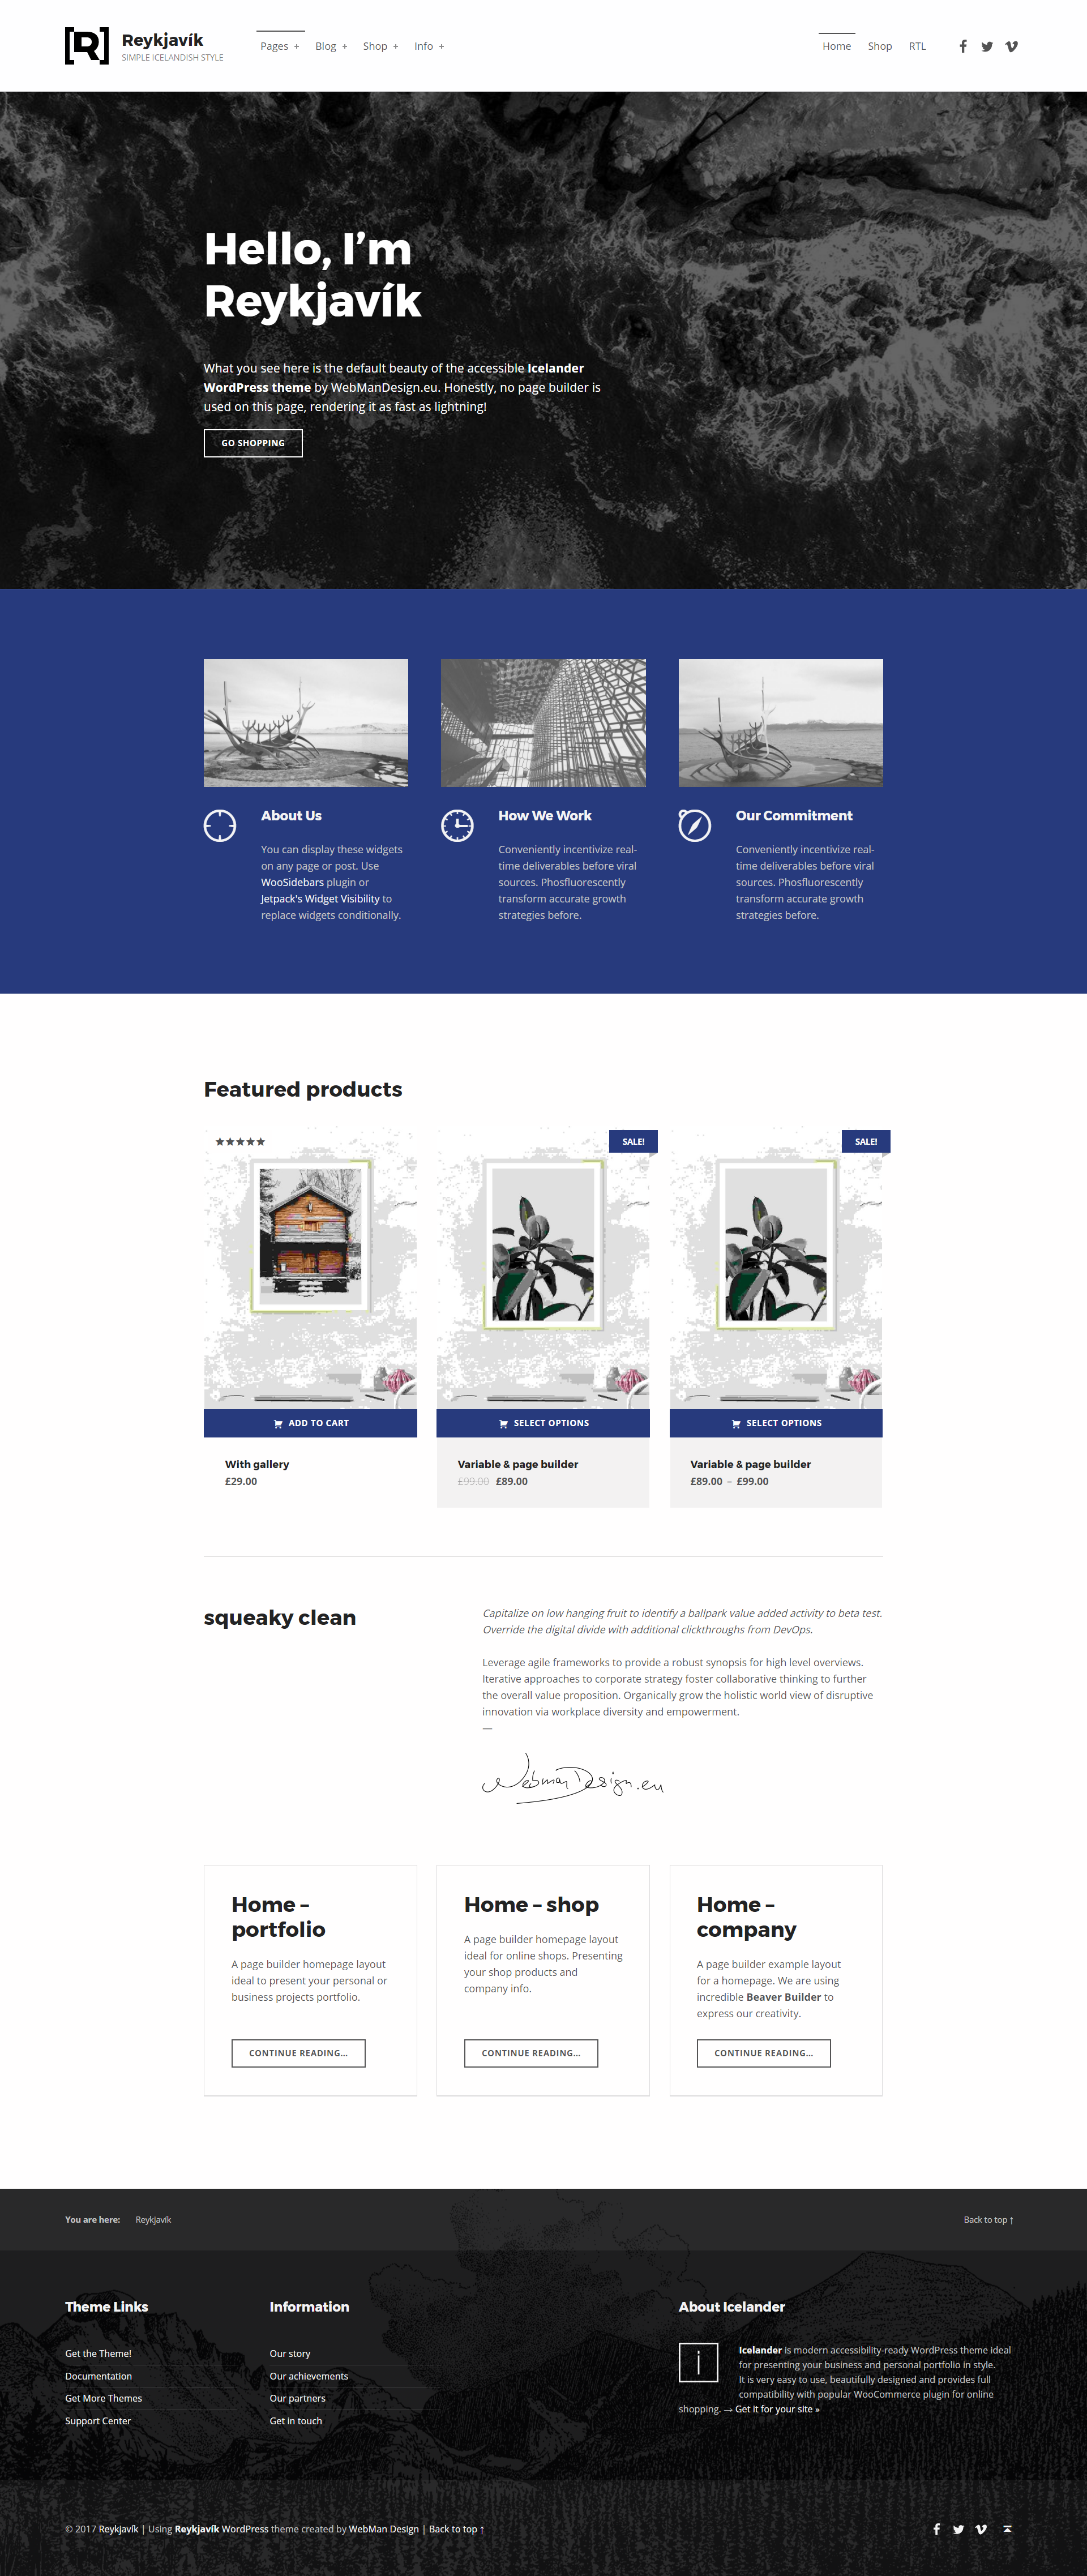 [R]
Reykjavík
SIMPLE ICELANDISH STYLE
Pages + Blog + Shop + Info +
Home Shop RTL
Hello, I’m
Reykjavík
What you see here is the default beauty of the accessible Icelander
WordPress theme by WebManDesign.eu. Honestly, no page builder is
used on this page, rendering it as fast as lightning!
GO SHOPPING
About Us
You can display these widgets
on any page or post. Use
WooSidebars plugin or
Jetpack's Widget Visibility to
replace widgets conditionally.
How We Work
Conveniently incentivize real-
time deliverables before viral
sources. Phosfluorescently
transform accurate growth
strategies before.
Our Commitment
Conveniently incentivize real-
time deliverables before viral
sources. Phosfluorescently
transform accurate growth
strategies before.
Featured products
★★★★★
ADD TO CART
With gallery
£29.00
SALE!
SELECT OPTIONS
Variable & page builder
£99.00 £89.00
SALE!
SELECT OPTIONS
Variable & page builder
£89.00 – £99.00
squeaky clean
Capitalize on low hanging fruit to identify a ballpark value added activity to beta test.
Override the digital divide with additional clickthroughs from DevOps.
Leverage agile frameworks to provide a robust synopsis for high level overviews.
Iterative approaches to corporate strategy foster collaborative thinking to further
the overall value proposition. Organically grow the holistic world view of disruptive
innovation via workplace diversity and empowerment.
—
WebmanDesign.eu
Home –
portfolio
A page builder homepage layout
ideal to present your personal or
business projects portfolio.
CONTINUE READING…
Home – shop
A page builder homepage layout
ideal for online shops. Presenting
your shop products and
company info.
CONTINUE READING…
Home –
company
A page builder example layout
for a homepage. We are using
incredible Beaver Builder to
express our creativity.
CONTINUE READING…
You are here: Reykjavík
Back to top ↑
Theme Links
Get the Theme!
Documentation
Get More Themes
Support Center
Information
Our story
Our achievements
Our partners
Get in touch
About Icelander
i
Icelander is modern accessibility-ready WordPress theme ideal
for presenting your business and personal portfolio in style.
It is very easy to use, beautifully designed and provides full
compatibility with popular WooCommerce plugin for online
shopping. → Get it for your site »
© 2017 Reykjavík | Using Reykjavík WordPress theme created by WebMan Design | Back to top ↑